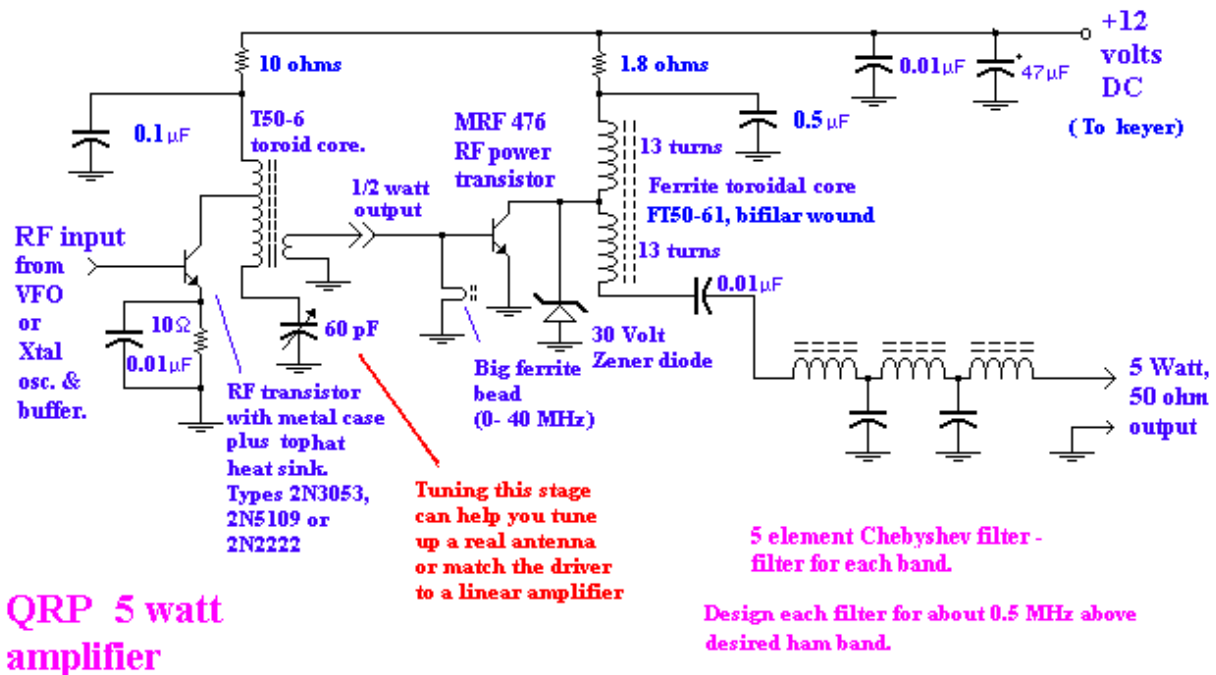 +12
volts
DC
(To keyer)
10 ohms
1.8 ohms
0.01µF
47µF
+
0.1µF
T50-6
toroid core.
MRF 476
RF power
transistor
13 turns
0.5µF
1/2 watt
output
Ferrite toroidal core
FT50-61, bifilar wound
13 turns
RF input
from
VFO
or
Xtal
osc. &
buffer.
10Ω
0.01µF
60 pF
0.01µF
30 Volt
Zener diode
Big ferrite
bead
(0- 40 MHz)
5 Watt,
50 ohm
output
RF transistor
with metal case
plus tophat
heat sink.
Types 2N3053,
2N5109 or
2N2222
Tuning this stage
can help you tune
up a real antenna
or match the driver
to a linear amplifier
5 element Chebyshev filter -
filter for each band.
Design each filter for about 0.5 MHz above
desired ham band.
QRP 5 watt
amplifier